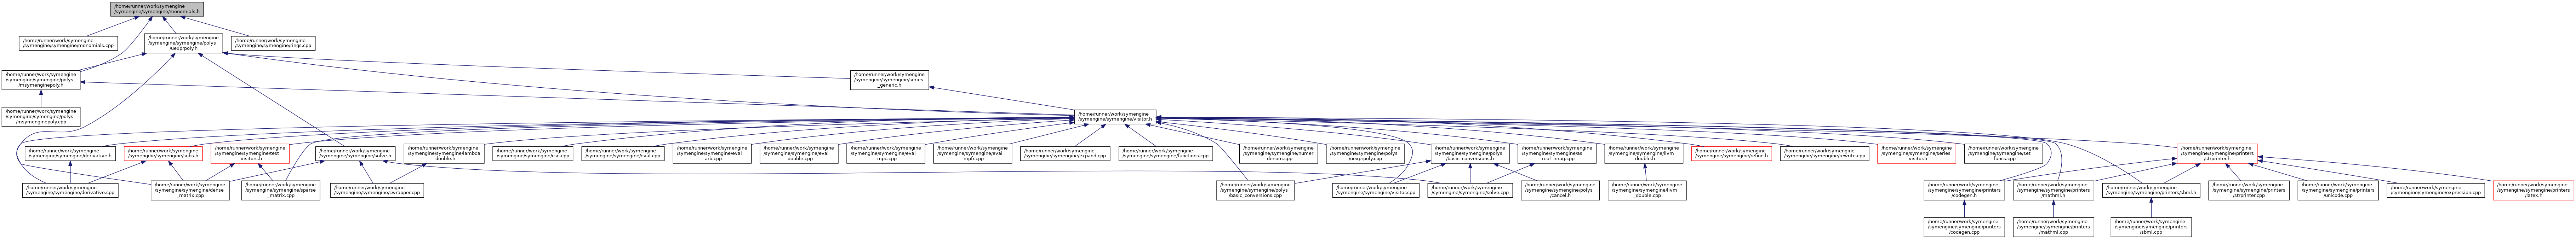 /home/runner/work/symengine
/symengine/symengine/monomials.h
/home/runner/work/symengine
/symengine/symengine/monomials.cpp
/home/runner/work/symengine
/symengine/symengine/polys
/uexprpoly.h
/home/runner/work/symengine
/symengine/symengine/rings.cpp
/home/runner/work/symengine
/symengine/symengine/polys
/msymenginepoly.h
/home/runner/work/symengine
/symengine/symengine/series
_generic.h
/home/runner/work/symengine
/symengine/symengine/polys
/msymenginepoly.cpp
/home/runner/work/symengine
/symengine/symengine/visitor.h
/home/runner/work/symengine
/symengine/symengine/derivative.h
/home/runner/work/symengine
/symengine/symengine/subs.h
/home/runner/work/symengine
/symengine/symengine/test
_visitors.h
/home/runner/work/symengine
/symengine/symengine/solve.h
/home/runner/work/symengine
/symengine/symengine/lambda
_double.h
/home/runner/work/symengine
/symengine/symengine/cse.cpp
/home/runner/work/symengine
/symengine/symengine/eval.cpp
/home/runner/work/symengine
/symengine/symengine/eval
_arb.cpp
/home/runner/work/symengine
/symengine/symengine/eval
_double.cpp
/home/runner/work/symengine
/symengine/symengine/eval
_mpc.cpp
/home/runner/work/symengine
/symengine/symengine/eval
_mpfr.cpp
/home/runner/work/symengine
/symengine/symengine/expand.cpp
/home/runner/work/symengine
/symengine/symengine/functions.cpp
/home/runner/work/symengine
/symengine/symengine/numer
_denom.cpp
/home/runner/work/symengine
/symengine/symengine/polys
/uexprpoly.cpp
/home/runner/work/symengine
/symengine/symengine/polys
/basic_conversions.h
/home/runner/work/symengine
/symengine/symengine/as
_real_imag.cpp
/home/runner/work/symengine
/symengine/symengine/llvm
_double.h
/home/runner/work/symengine
/symengine/symengine/refine.h
/home/runner/work/symengine
/symengine/symengine/rewrite.cpp
/home/runner/work/symengine
/symengine/symengine/series
_visitor.h
/home/runner/work/symengine
/symengine/symengine/set
_funcs.cpp
/home/runner/work/symengine
/symengine/symengine/printers
/strprinter.h
/home/runner/work/symengine
/symengine/symengine/derivative.cpp
/home/runner/work/symengine
/symengine/symengine/dense
_matrix.cpp
/home/runner/work/symengine
/symengine/symengine/sparse
_matrix.cpp
/home/runner/work/symengine
/symengine/symengine/cwrapper.cpp
/home/runner/work/symengine
/symengine/symengine/polys
/basic_conversions.cpp
/home/runner/work/symengine
/symengine/symengine/visitor.cpp
/home/runner/work/symengine
/symengine/symengine/solve.cpp
/home/runner/work/symengine
/symengine/symengine/polys
/cancel.h
/home/runner/work/symengine
/symengine/symengine/llvm
_double.cpp
/home/runner/work/symengine
/symengine/symengine/printers
/codegen.h
/home/runner/work/symengine
/symengine/symengine/printers
/mathml.h
/home/runner/work/symengine
/symengine/symengine/printers/sbml.h
/home/runner/work/symengine
/symengine/symengine/printers
/strprinter.cpp
/home/runner/work/symengine
/symengine/symengine/printers
/unicode.cpp
/home/runner/work/symengine
/symengine/symengine/expression.cpp
/home/runner/work/symengine
/symengine/symengine/printers
/latex.h
/home/runner/work/symengine
/symengine/symengine/printers
/codegen.cpp
/home/runner/work/symengine
/symengine/symengine/printers
/mathml.cpp
/home/runner/work/symengine
/symengine/symengine/printers
/sbml.cpp